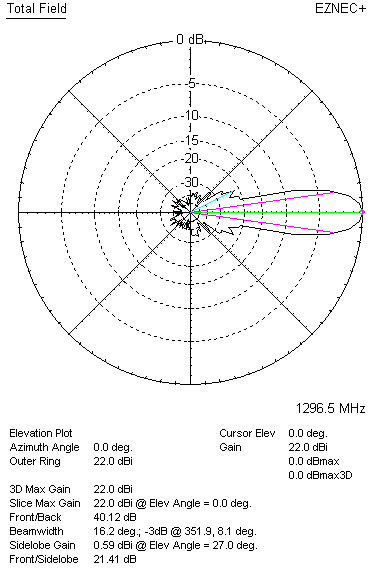 Total Field
EZNEC+
0 dB
-5
-10
-15
-20
-30
1296.5 MHz
Elevation Plot
Azimuth Angle 0.0 deg.
Outer Ring 22.0 dBi
Cursor Elev 0.0 deg.
Gain 22.0 dBi
0.0 dBmax
0.0 dBmax3D
3D Max Gain 22.0 dBi
Slice Max Gain 22.0 dBi @ Elev Angle = 0.0 deg.
Front/Back 40.12 dB
Beamwidth 16.2 deg.; -3dB @ 351.9, 8.1 deg.
Sidelobe Gain 0.59 dBi @ Elev Angle = 27.0 deg.
Front/Sidelobe 21.41 dB